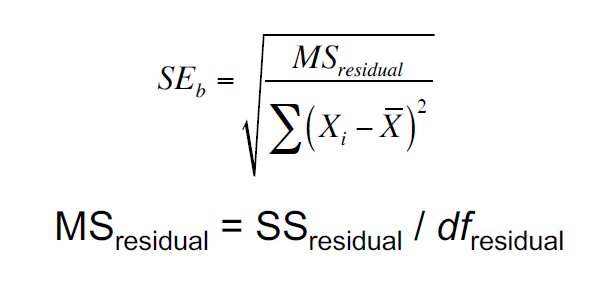 SE_b = √(MS_residual / ∑(X_i − X̄)²)
MS_residual = SS_residual / df_residual